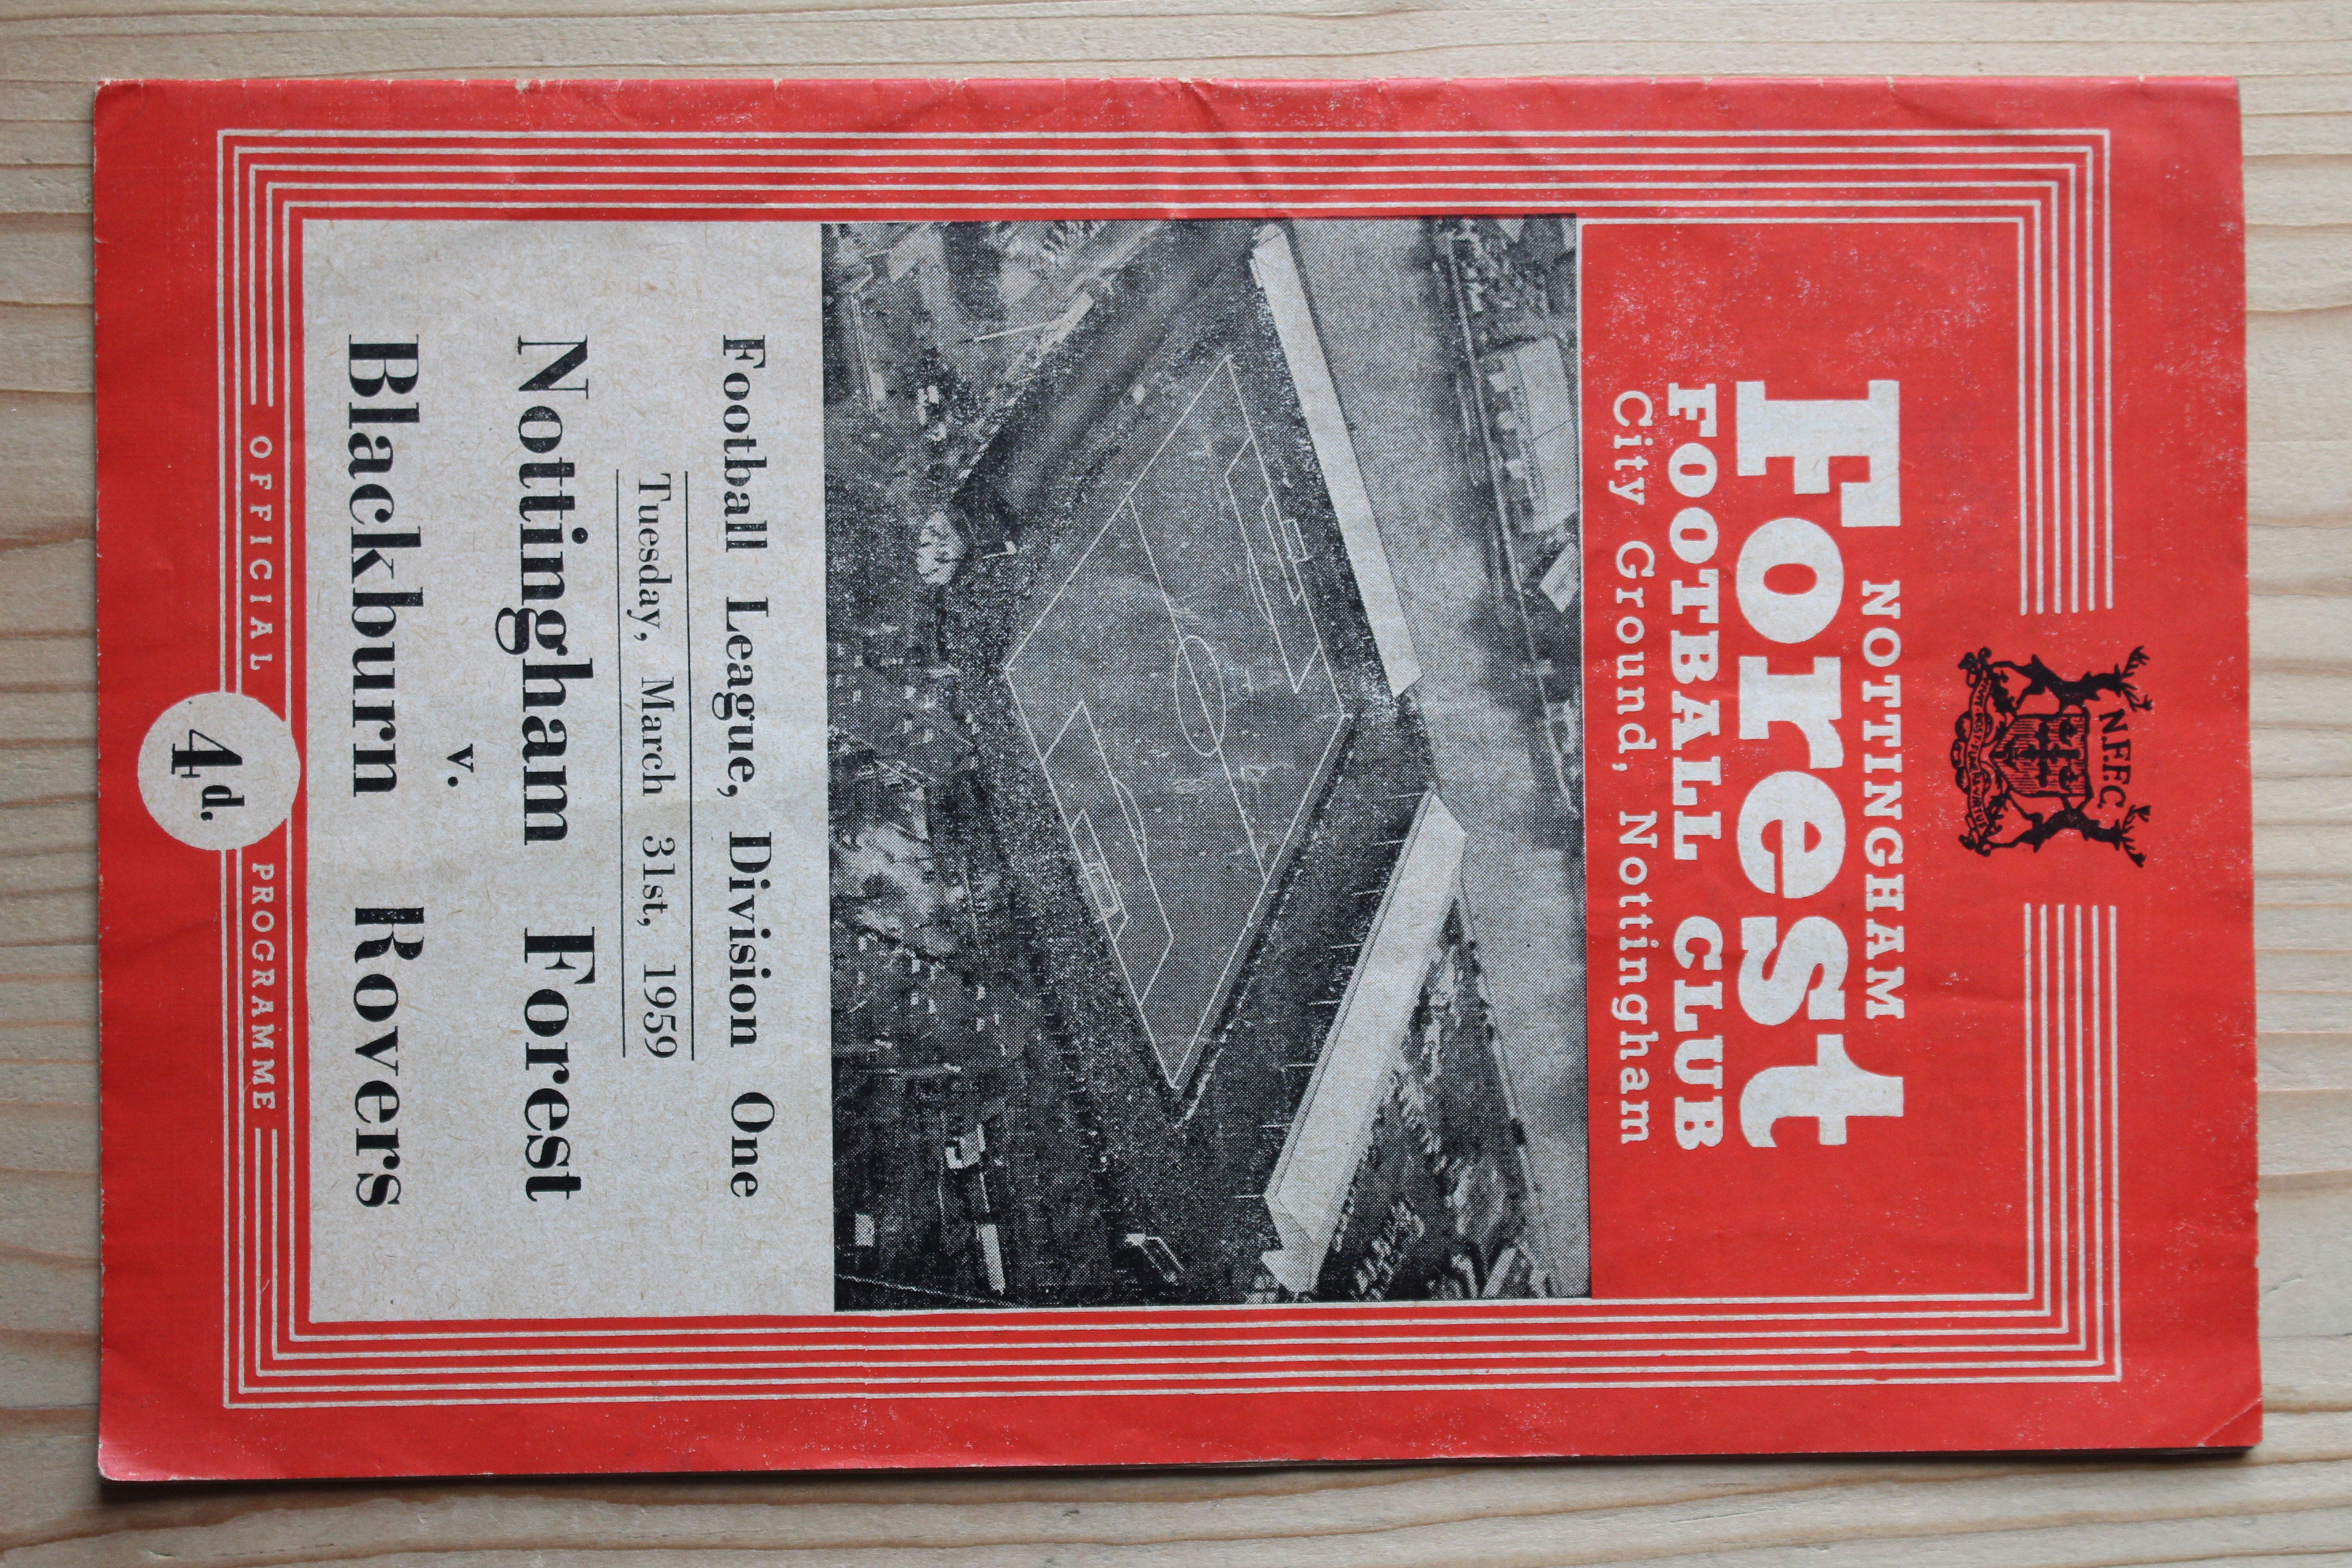 N.F.F.C.
NOTTINGHAM
Forest
FOOTBALL CLUB
City Ground, Nottingham
Football League, Division One
Tuesday, March 31st, 1959
Nottingham Forest
v.
Blackburn Rovers
OFFICIAL 4d. PROGRAMME